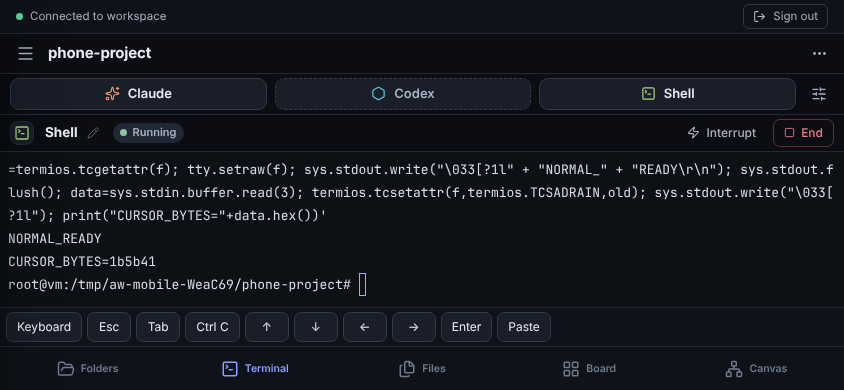 Connected to workspace
Sign out
phone-project
Claude
Codex
Shell
Shell
Running
Interrupt
End
=termios.tcgetattr(f); tty.setraw(f); sys.stdout.write("\033[?1l" + "NORMAL_" + "READY\r\n"); sys.stdout.f
lush(); data=sys.stdin.buffer.read(3); termios.tcsetattr(f,termios.TCSADRAIN,old); sys.stdout.write("\033[
?1l"); print("CURSOR_BYTES="+data.hex())'
NORMAL_READY
CURSOR_BYTES=1b5b41
root@vm:/tmp/aw-mobile-WeaC69/phone-project#
Keyboard
Esc
Tab
Ctrl C
↑
↓
←
→
Enter
Paste
Folders
Terminal
Files
Board
Canvas